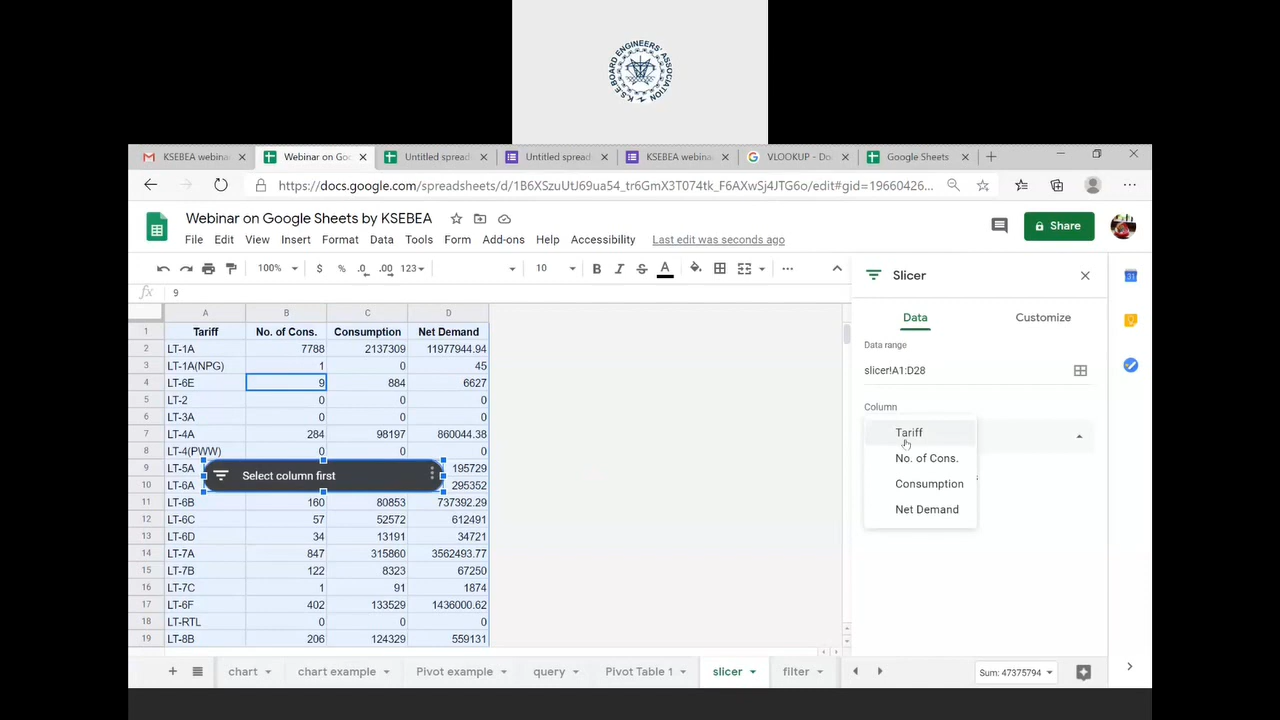 K.S.E.BOARD ENGINEERS' ASSOCIATION
KSEBEA webina
Webinar on Goo
Untitled spread
Untitled spread
KSEBEA webina
VLOOKUP - Do
Google Sheets
https://docs.google.com/spreadsheets/d/1B6XSzuUtJ69ua54_tr6GmX3T074tk_F6AXwSj4JTG6o/edit#gid=19660426...
Webinar on Google Sheets by KSEBEA
Share
File Edit View Insert Format Data Tools Form Add-ons Help Accessibility Last edit was seconds ago
100% $ % .0 .00 123 10 B I S A
fx 9
A B C D
1 Tariff No. of Cons. Consumption Net Demand
2 LT-1A 7788 2137309 11977944.94
3 LT-1A(NPG) 1 0 45
4 LT-6E 9 884 6627
5 LT-2 0 0 0
6 LT-3A 0 0 0
7 LT-4A 284 98197 860044.38
8 LT-4(PWW) 0 0 0
9 LT-5A 195729
10 LT-6A 295352
Select column first
11 LT-6B 160 80853 737392.29
12 LT-6C 57 52572 612491
13 LT-6D 34 13191 34721
14 LT-7A 847 315860 3562493.77
15 LT-7B 122 8323 67250
16 LT-7C 1 91 1874
17 LT-6F 402 133529 1436000.62
18 LT-RTL 0 0 0
19 LT-8B 206 124329 559131
Slicer
Data Customize
Data range
slicer!A1:D28
Column
Tariff
No. of Cons.
Consumption
Net Demand
31
chart chart example Pivot example query Pivot Table 1 slicer filter Sum: 47375794